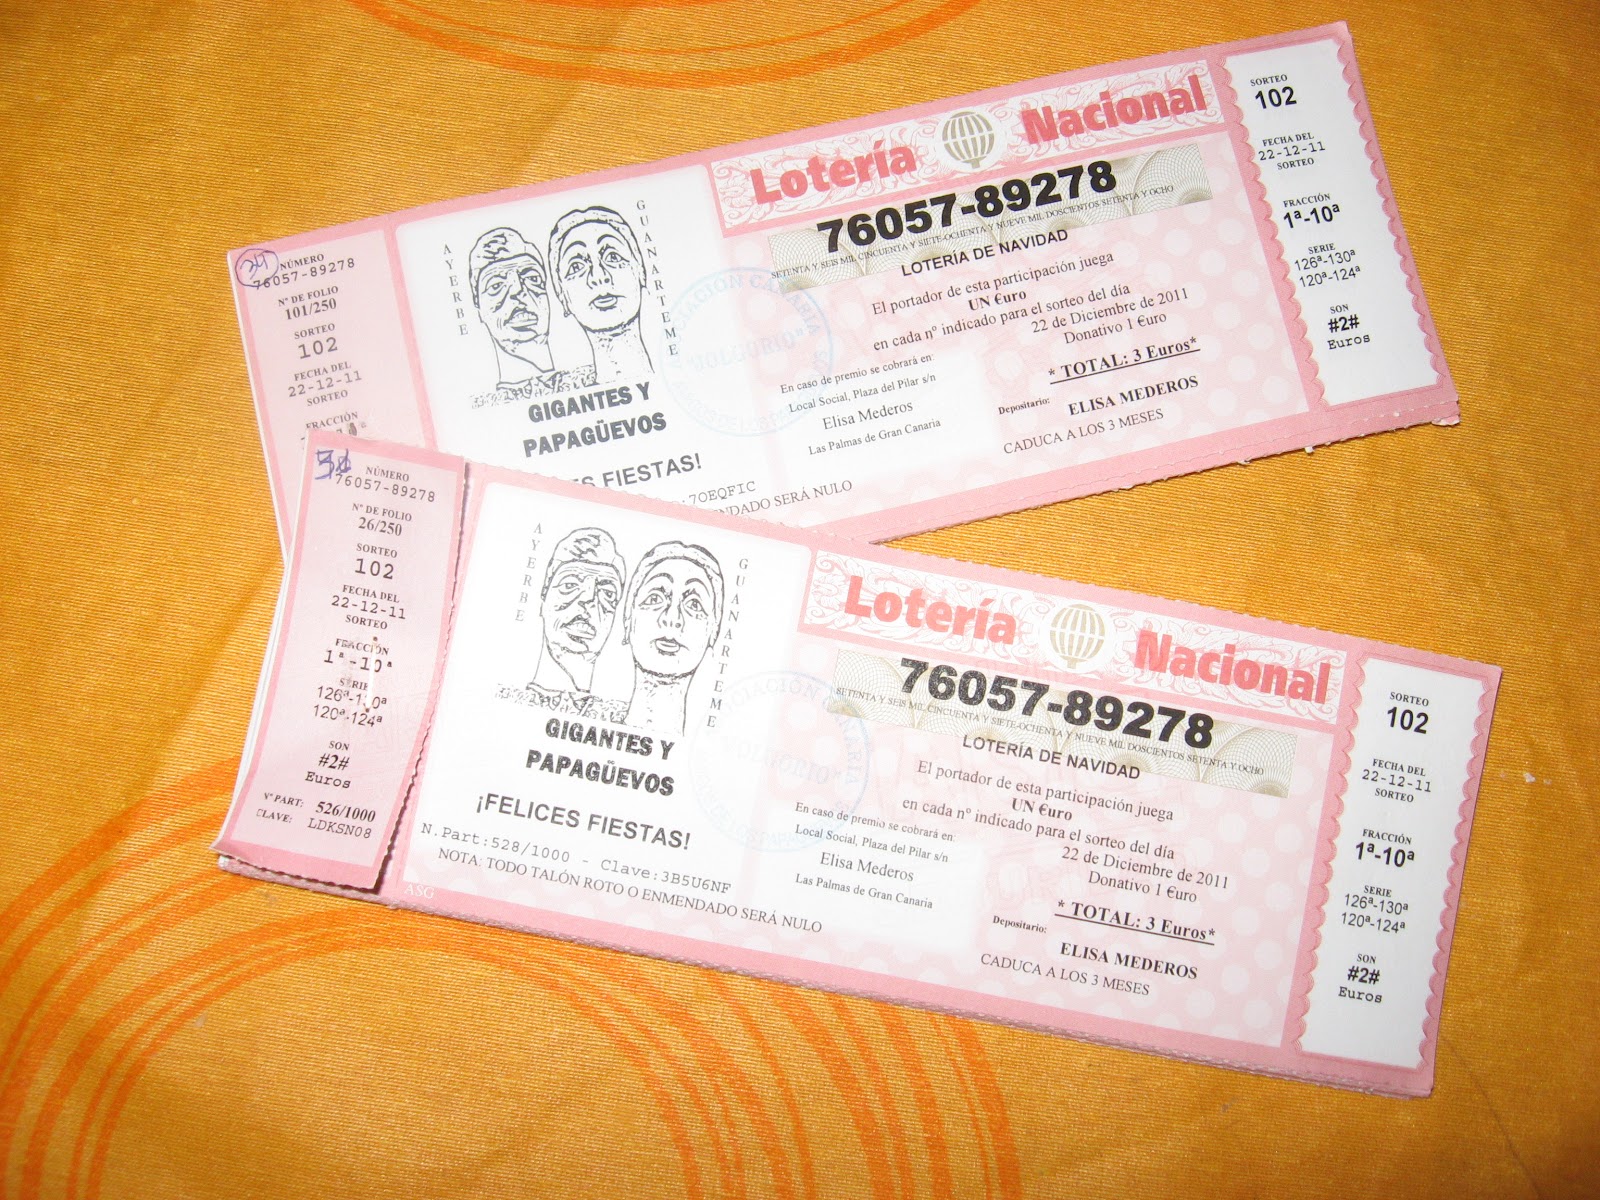 34
NÚMERO
76057-89278
Nº DE FOLIO
101/250
SORTEO
102
FECHA DEL
22-12-11
SORTEO
FRACCIÓN
AYERBE
GUANARTEME
GIGANTES Y
PAPAGÜEVOS
FIESTAS!
:7OEQFIC
SERÁ NULO
Lotería Nacional
76057-89278
SETENTA Y SEIS MIL CINCUENTA Y SIETE-OCHENTA Y NUEVE MIL DOSCIENTOS SETENTA Y OCHO
LOTERÍA DE NAVIDAD
El portador de esta participación juega
UN €uro
en cada nº indicado para el sorteo del día
22 de Diciembre de 2011
Donativo 1 €uro
* TOTAL: 3 Euros*
En caso de premio se cobrará en:
Local Social, Plaza del Pilar s/n
Elisa Mederos
Las Palmas de Gran Canaria
Depositario: ELISA MEDEROS
CADUCA A LOS 3 MESES
SORTEO
102
FECHA DEL
22-12-11
SORTEO
FRACCIÓN
1ª-10ª
SERIE
126ª-130ª
120ª-124ª
SON
#2#
Euros
NÚMERO
76057-89278
Nº DE FOLIO
26/250
SORTEO
102
FECHA DEL
22-12-11
SORTEO
FRACCIÓN
1ª-10ª
SERIE
120ª-124ª
SON
#2#
Euros
Nº PART: 526/1000
CLAVE: LDKSN08
AYERBE
GUANARTEME
GIGANTES Y
PAPAGÜEVOS
¡FELICES FIESTAS!
N.Part:528/1000 - Clave:3B5U6NF
NOTA: TODO TALÓN ROTO O ENMENDADO SERÁ NULO
ASG
Lotería Nacional
76057-89278
SETENTA Y SEIS MIL CINCUENTA Y SIETE-OCHENTA Y NUEVE MIL DOSCIENTOS SETENTA Y OCHO
LOTERÍA DE NAVIDAD
El portador de esta participación juega
UN €uro
en cada nº indicado para el sorteo del día
22 de Diciembre de 2011
Donativo 1 €uro
* TOTAL: 3 Euros*
En caso de premio se cobrará en:
Local Social, Plaza del Pilar s/n
Elisa Mederos
Las Palmas de Gran Canaria
Depositario: ELISA MEDEROS
CADUCA A LOS 3 MESES
SORTEO
102
FECHA DEL
22-12-11
SORTEO
FRACCIÓN
1ª-10ª
SERIE
126ª-130ª
120ª-124ª
SON
#2#
Euros